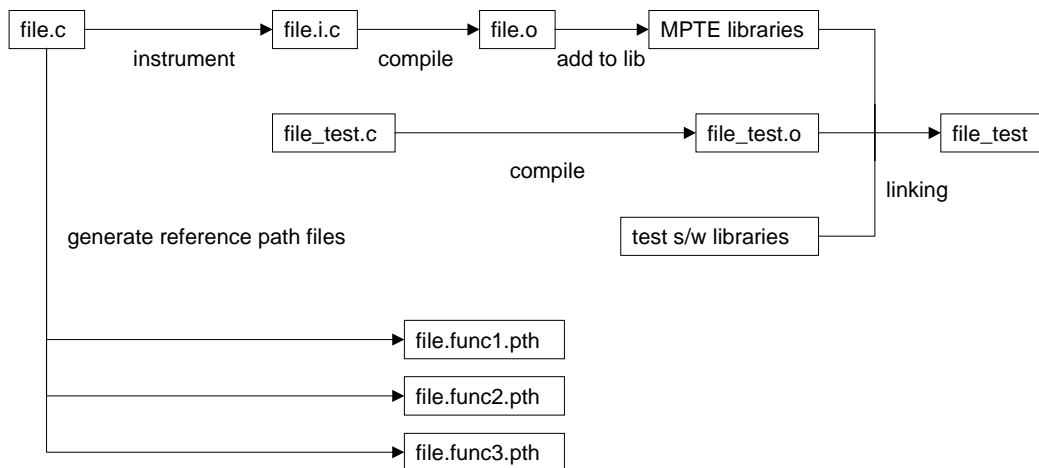 file.c
file.i.c
file.o
MPTE libraries
instrument
compile
add to lib
file_test.c
file_test.o
file_test
compile
linking
generate reference path files
test s/w libraries
file.func1.pth
file.func2.pth
file.func3.pth